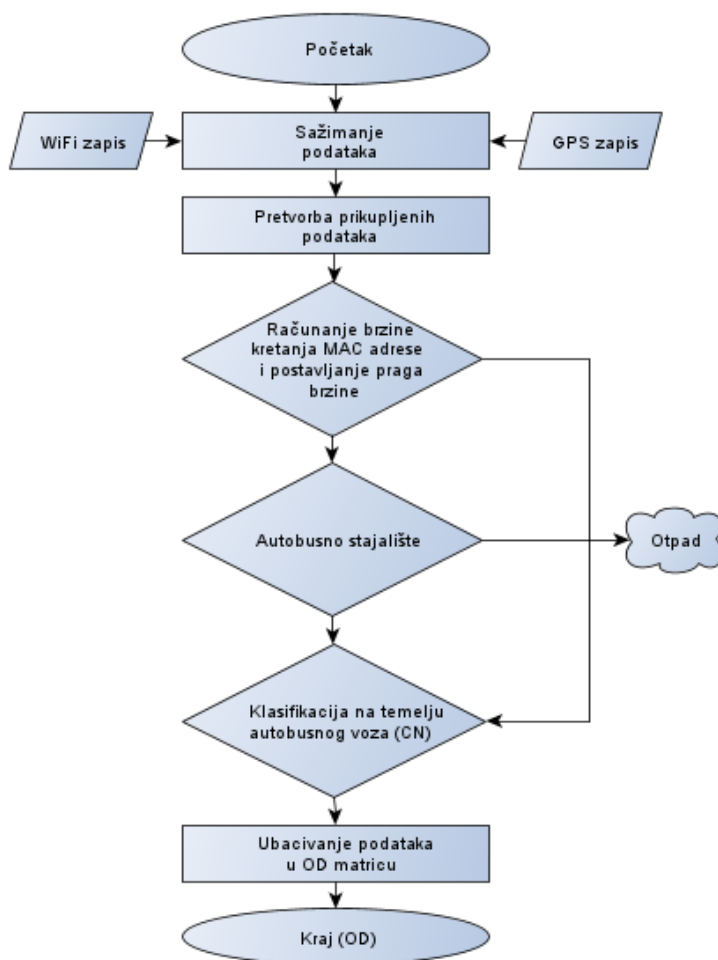 Početak
WiFi zapis
Sažimanje
podataka
GPS zapis
Pretvorba prikupljenih
podataka
Računanje brzine
kretanja MAC adrese
i postavljanje praga
brzine
Autobusno stajalište
Otpad
Klasifikacija na temelju
autobusnog voza (CN)
Ubacivanje podataka
u OD matricu
Kraj (OD)